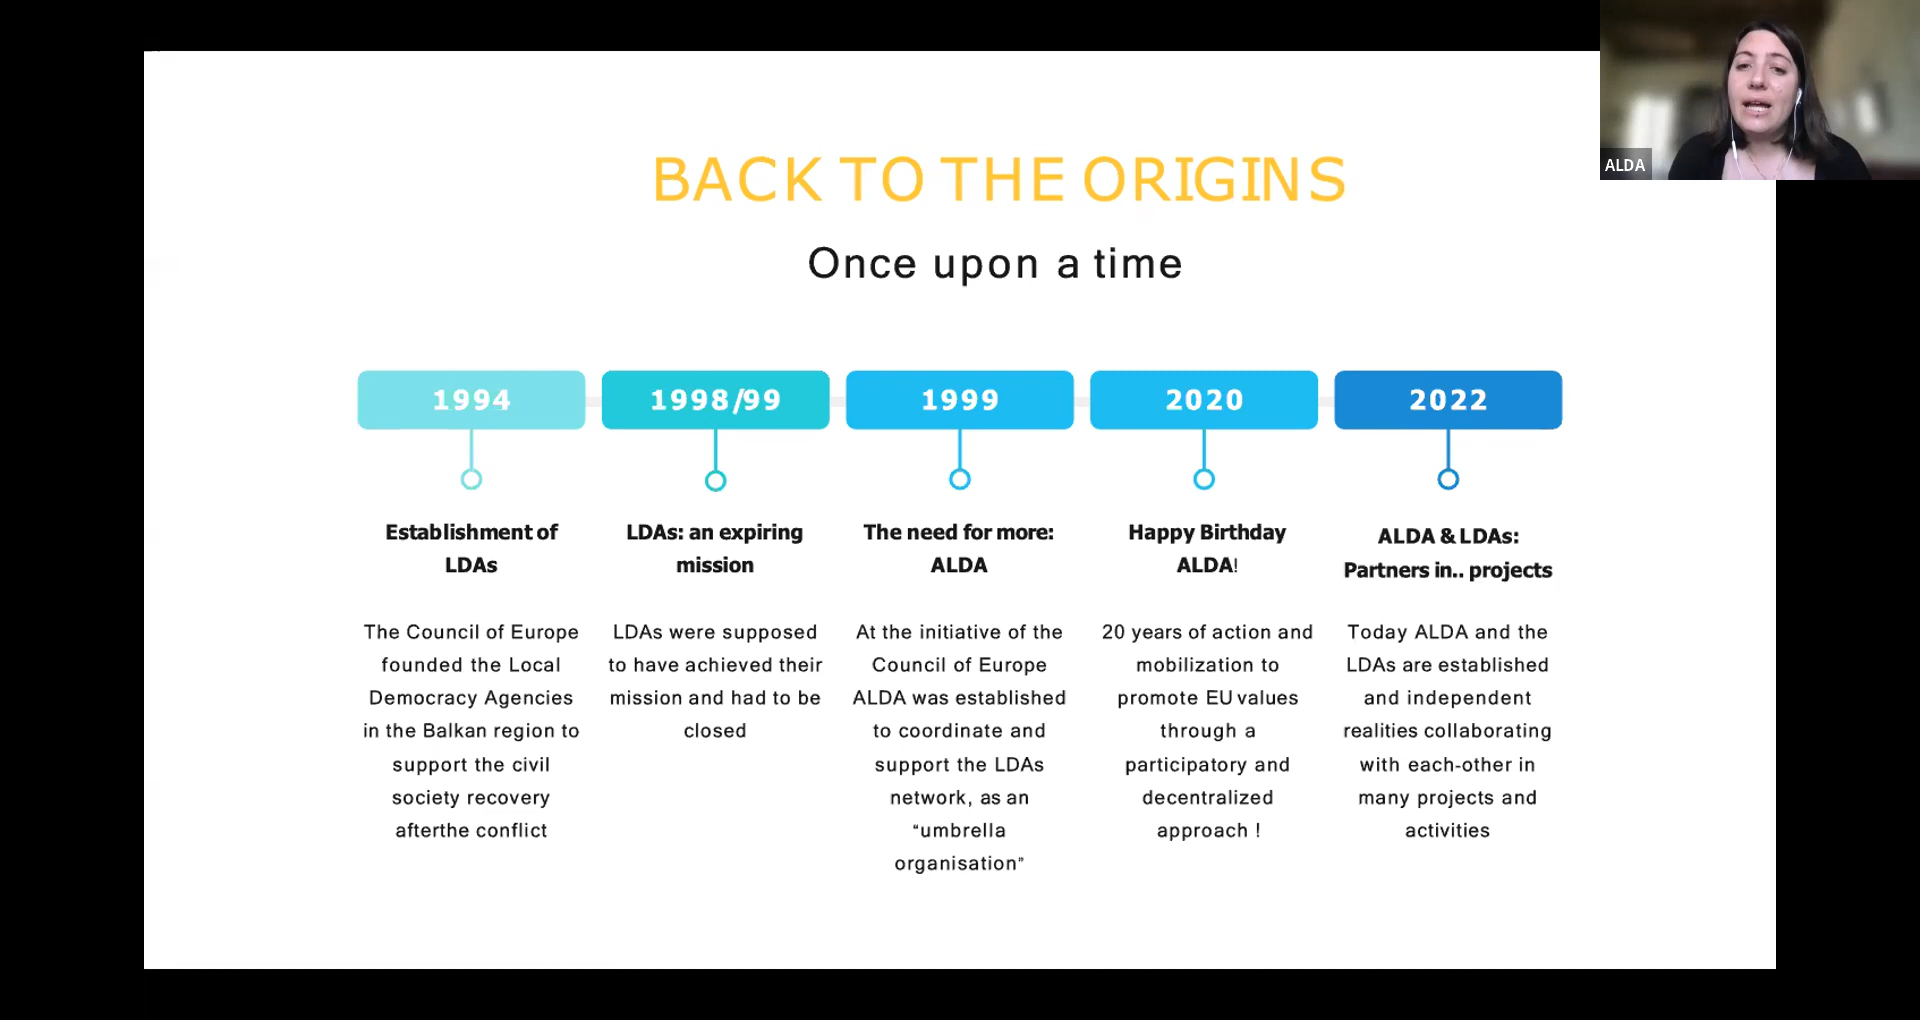 ALDA
BACK TO THE ORIGINS
Once upon a time
1994
Establishment of
LDAs
The Council of Europe
founded the Local
Democracy Agencies
in the Balkan region to
support the civil
society recovery
afterthe conflict
1998/99
LDAs: an expiring
mission
LDAs were supposed
to have achieved their
mission and had to be
closed
1999
The need for more:
ALDA
At the initiative of the
Council of Europe
ALDA was established
to coordinate and
support the LDAs
network, as an
“umbrella
organisation”
2020
Happy Birthday
ALDA!
20 years of action and
mobilization to
promote EU values
through a
participatory and
decentralized
approach !
2022
ALDA & LDAs:
Partners in.. projects
Today ALDA and the
LDAs are established
and independent
realities collaborating
with each-other in
many projects and
activities